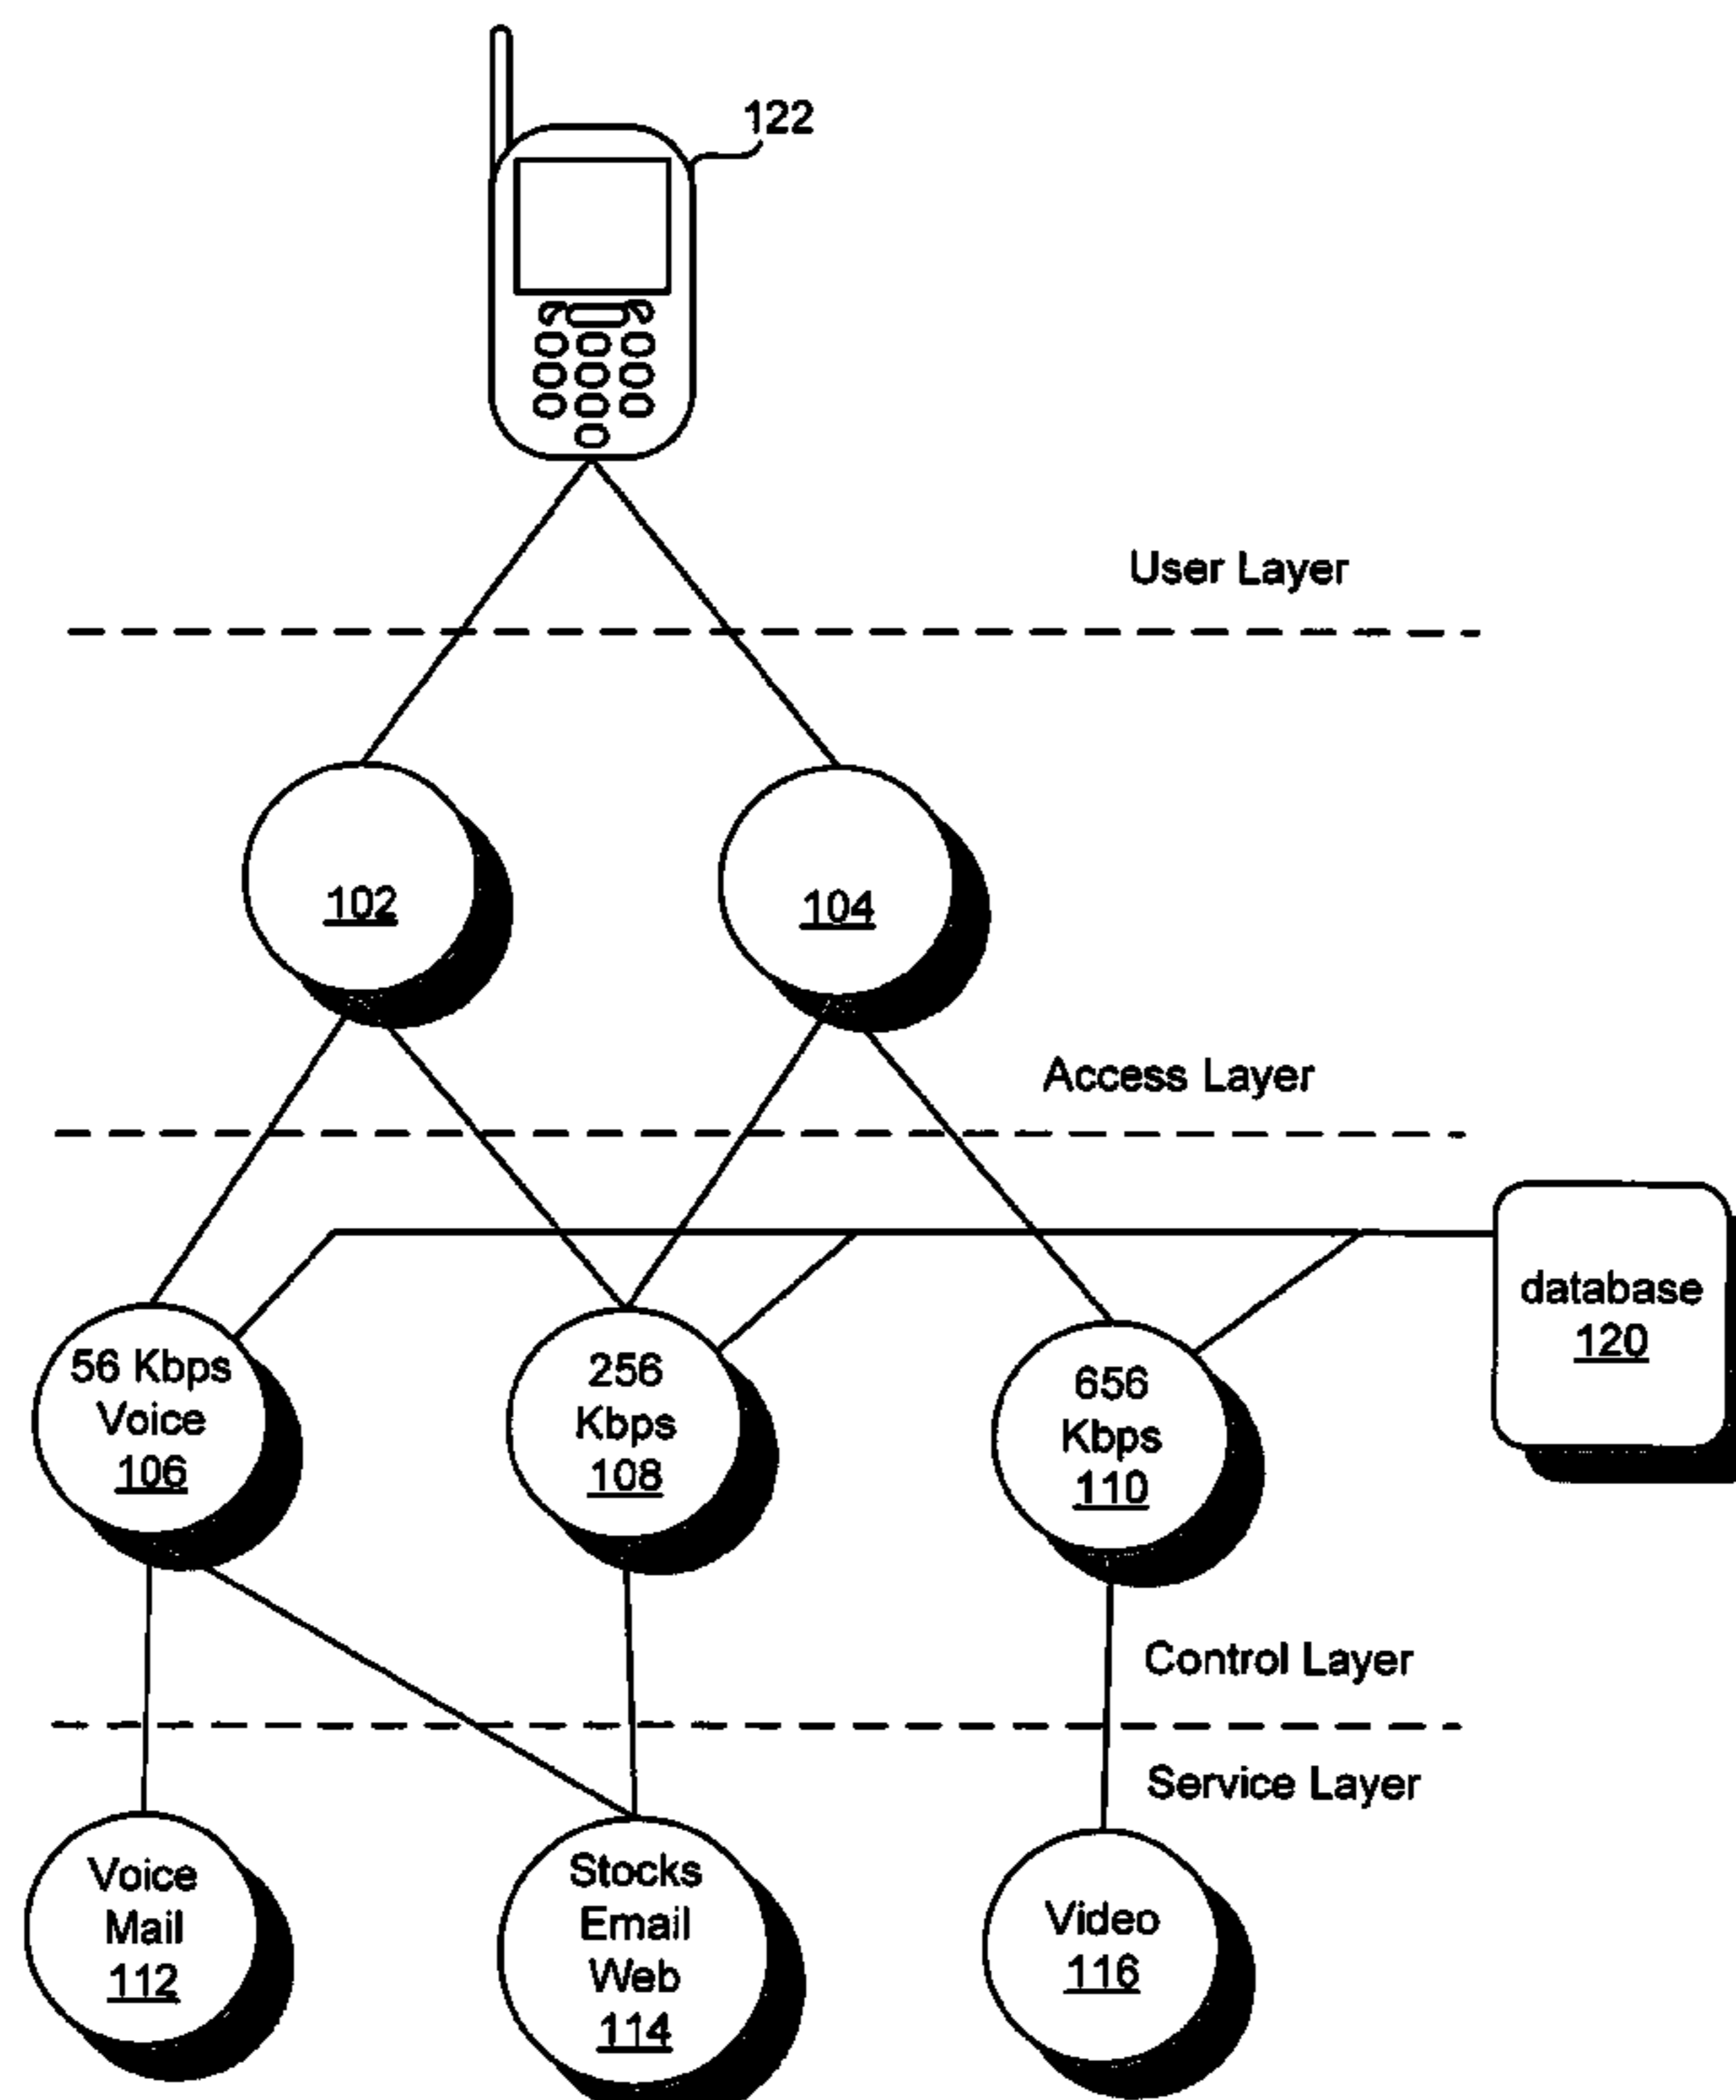 122
User Layer
102
104
Access Layer
database
120
56 Kbps
Voice
106
256
Kbps
108
656
Kbps
110
Control Layer
Service Layer
Voice
Mail
112
Stocks
Email
Web
114
Video
116